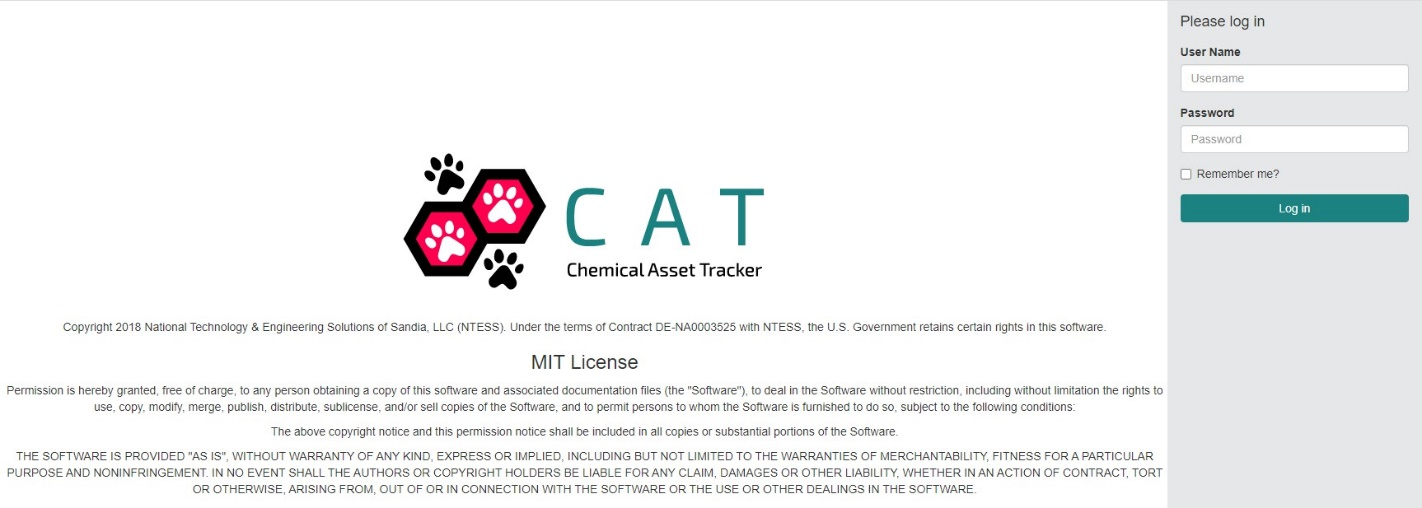 Please log in
User Name
Username
Password
Password
Remember me?
Log in
C A T
Chemical Asset Tracker
Copyright 2018 National Technology & Engineering Solutions of Sandia, LLC (NTESS). Under the terms of Contract DE-NA0003525 with NTESS, the U.S. Government retains certain rights in this software.
MIT License
Permission is hereby granted, free of charge, to any person obtaining a copy of this software and associated documentation files (the "Software"), to deal in the Software without restriction, including without limitation the rights to
use, copy, modify, merge, publish, distribute, sublicense, and/or sell copies of the Software, and to permit persons to whom the Software is furnished to do so, subject to the following conditions:
The above copyright notice and this permission notice shall be included in all copies or substantial portions of the Software.
THE SOFTWARE IS PROVIDED "AS IS", WITHOUT WARRANTY OF ANY KIND, EXPRESS OR IMPLIED, INCLUDING BUT NOT LIMITED TO THE WARRANTIES OF MERCHANTABILITY, FITNESS FOR A PARTICULAR
PURPOSE AND NONINFRINGEMENT. IN NO EVENT SHALL THE AUTHORS OR COPYRIGHT HOLDERS BE LIABLE FOR ANY CLAIM, DAMAGES OR OTHER LIABILITY, WHETHER IN AN ACTION OF CONTRACT, TORT
OR OTHERWISE, ARISING FROM, OUT OF OR IN CONNECTION WITH THE SOFTWARE OR THE USE OR OTHER DEALINGS IN THE SOFTWARE.